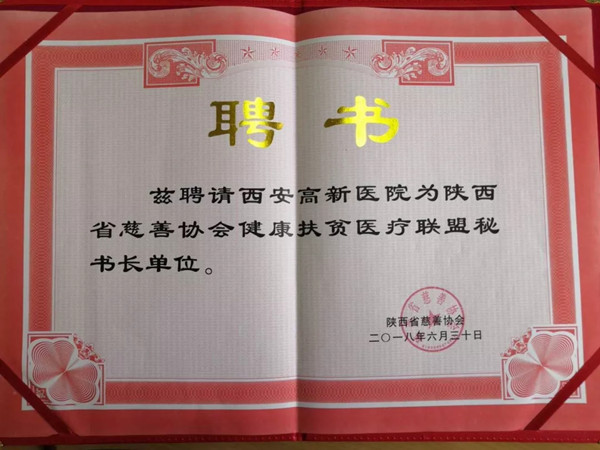 聘书
兹聘请西安高新医院为陕西
省慈善协会健康扶贫医疗联盟秘
书长单位。
陕西省慈善协会
二〇一八年六月三十日